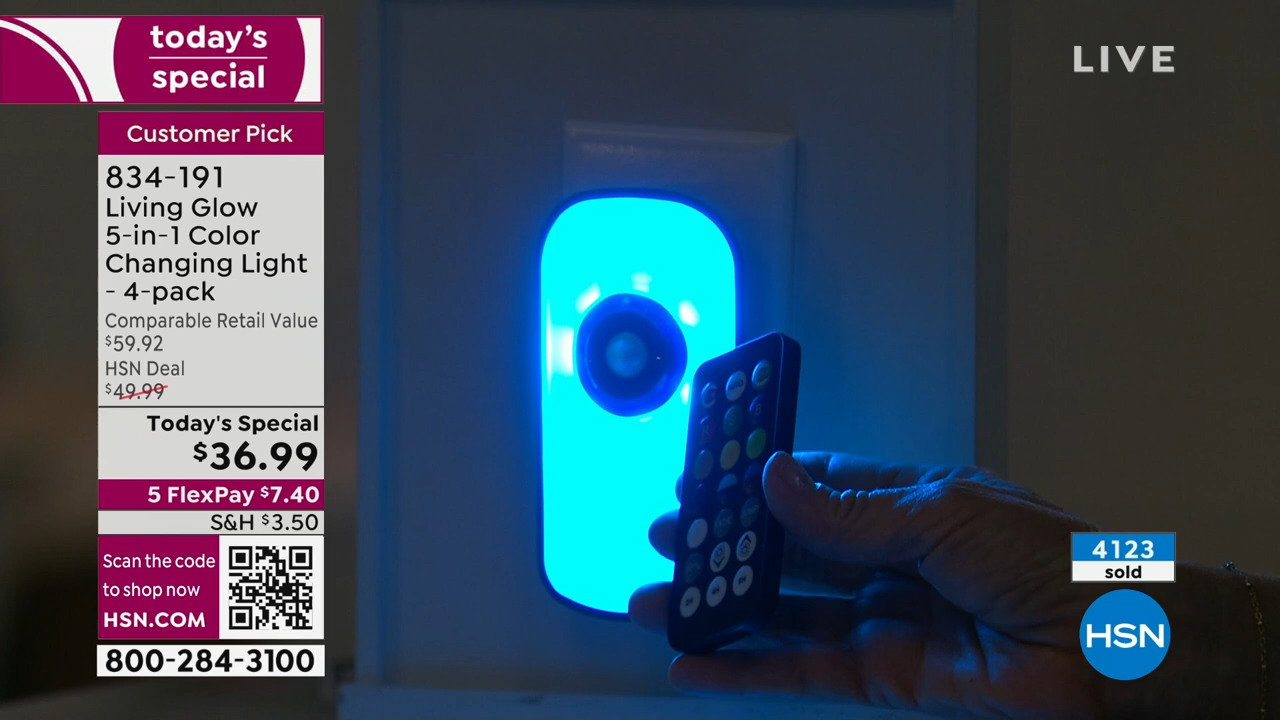 today's
special
LIVE
Customer Pick
834-191
Living Glow
5-in-1 Color
Changing Light
- 4-pack
Comparable Retail Value
$59.92
HSN Deal
$49.99
Today's Special
$36.99
5 FlexPay $7.40
S&H $3.50
Scan the code
to shop now
HSN.COM
800-284-3100
4123
sold
HSN